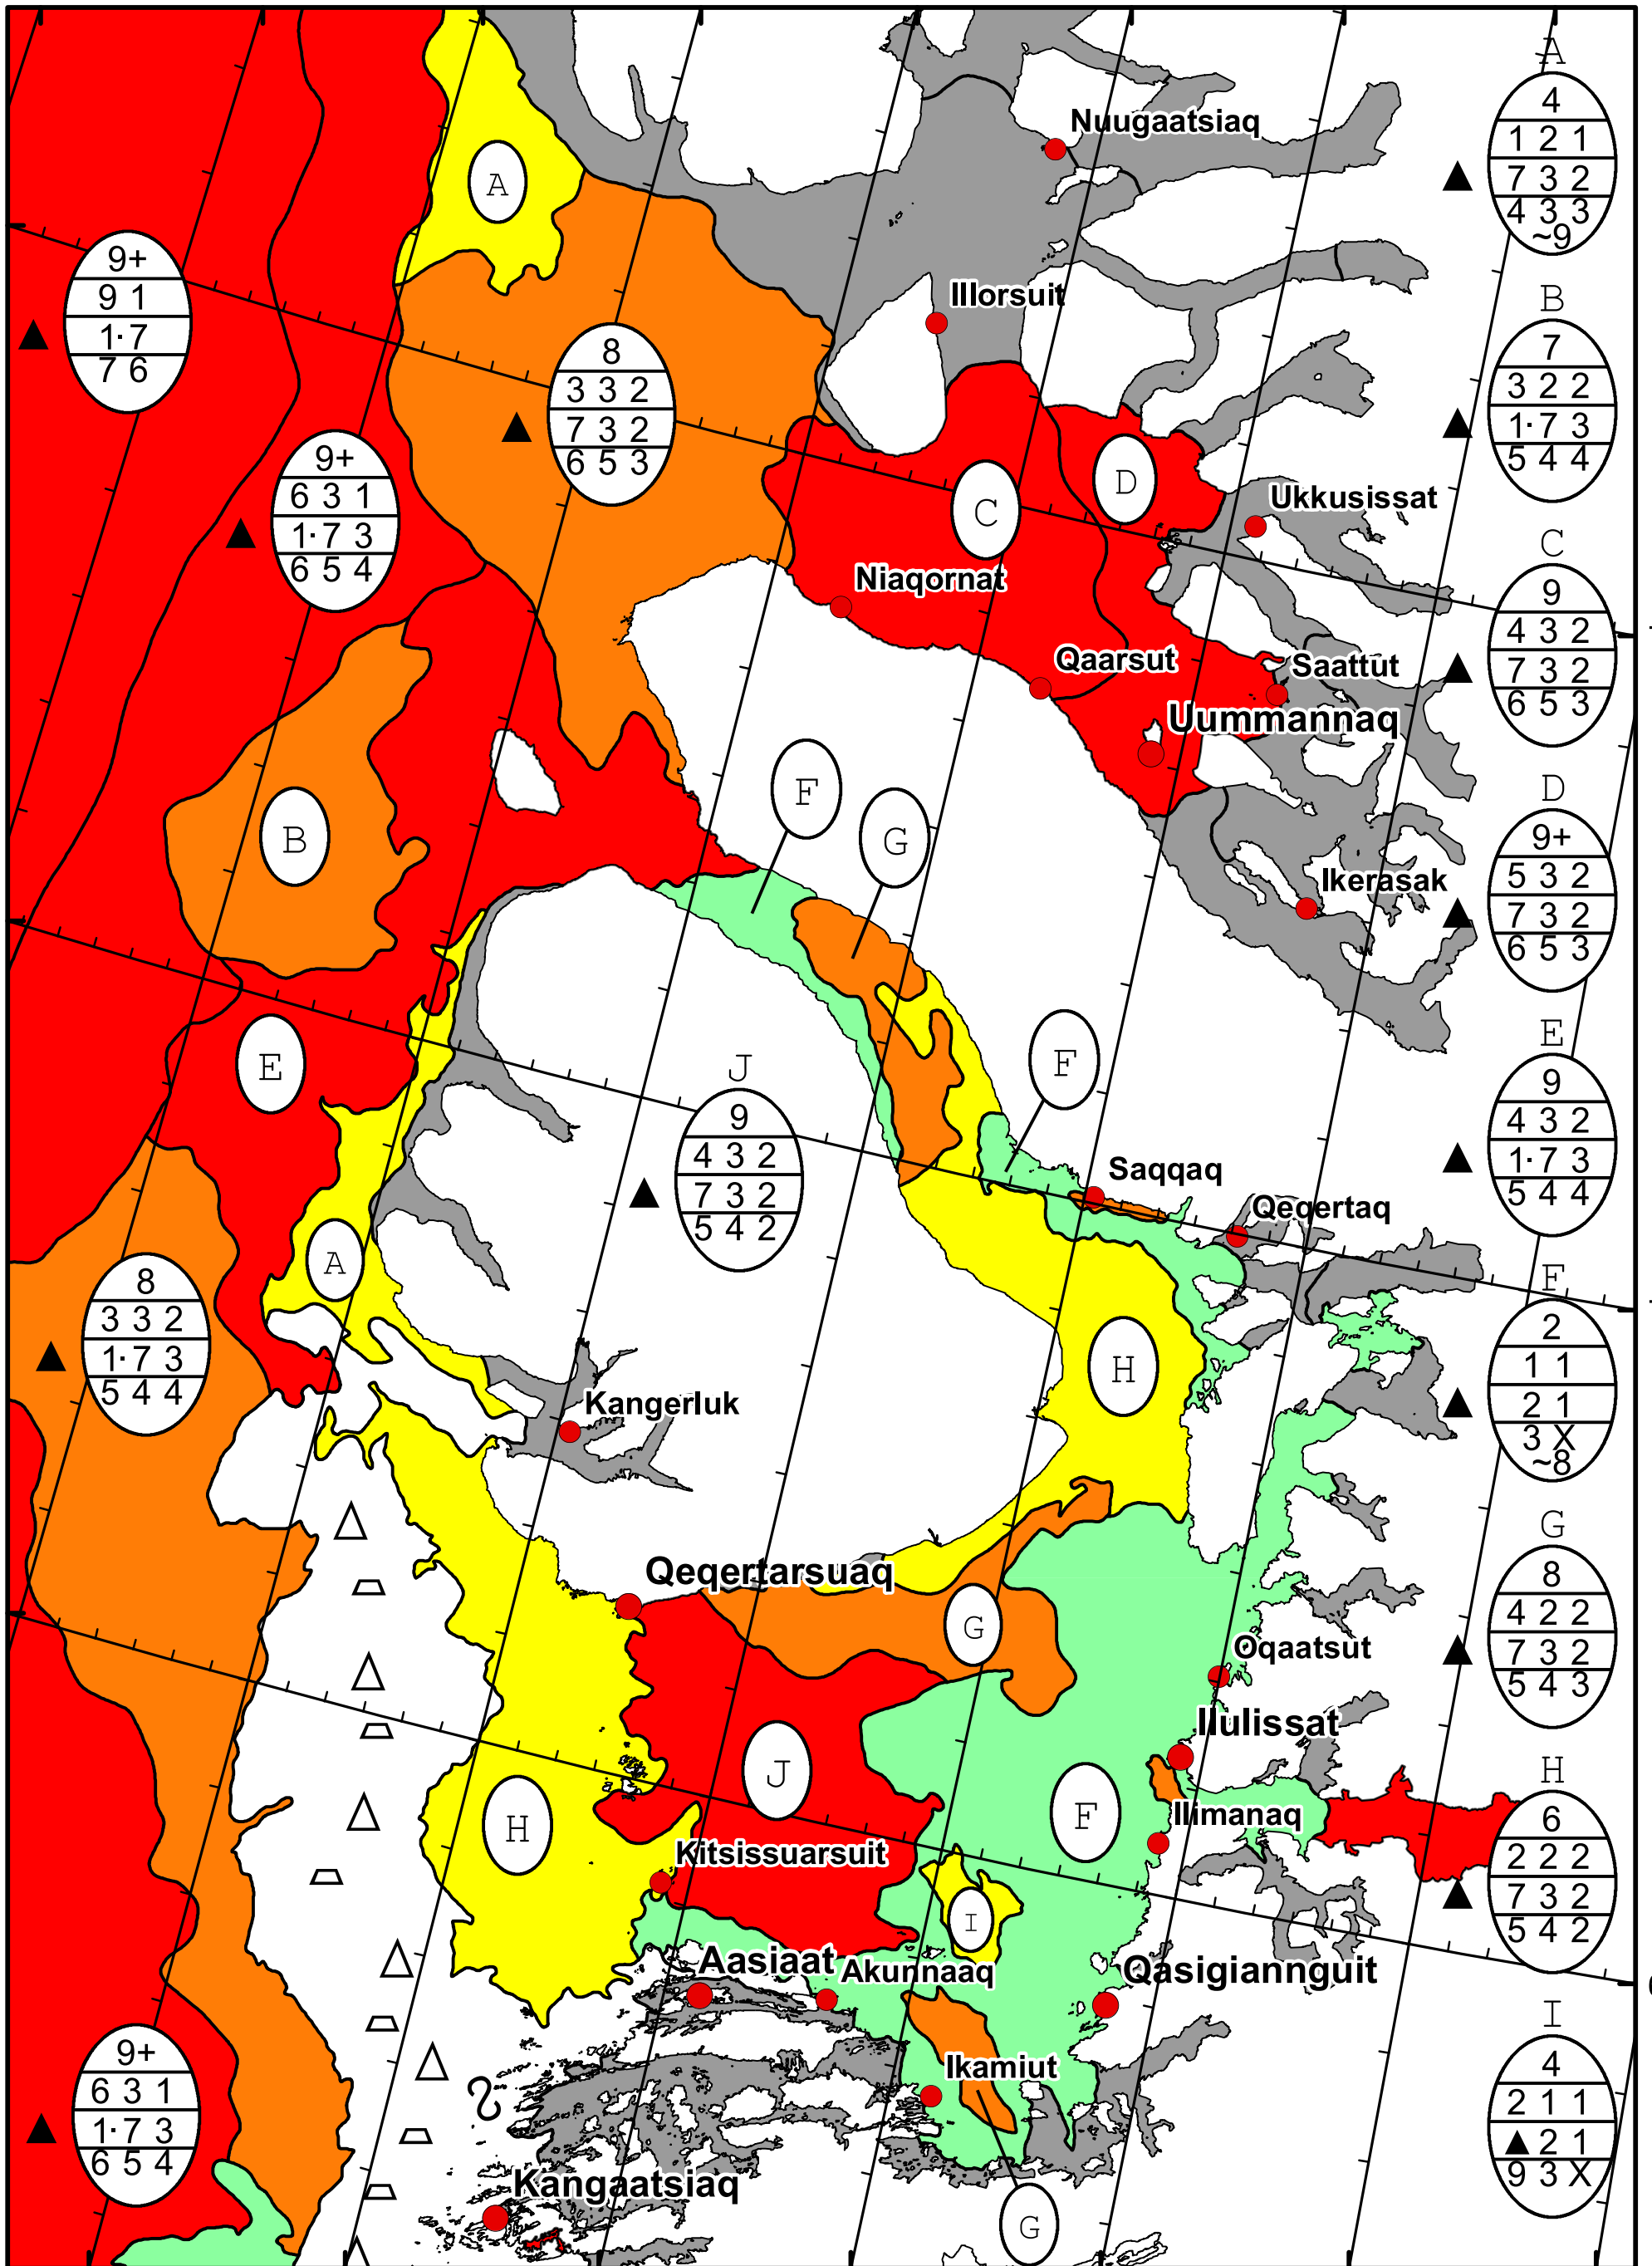 A
4
1 2 1
7 3 2
4 3 3
~9
Nuugaatsiaq
A
9+
9 1
1· 7
7 6
Illorsuit
B
7
3 2 2
1· 7 3
5 4 4
8
3 3 2
7 3 2
6 5 3
9+
6 3 1
1· 7 3
6 5 4
D
C
Ukkusissat
C
9
4 3 2
7 3 2
6 5 3
Niaqornat
Qaarsut
Saattut
Uummannaq
F
G
B
D
9+
5 3 2
7 3 2
6 5 3
Ikerasak
E
F
J
9
4 3 2
7 3 2
5 4 2
E
9
4 3 2
1· 7 3
5 4 4
Saqqaq
Qeqertaq
A
8
3 3 2
1· 7 3
5 4 4
F
2
1 1
2 1
3 X
~8
H
Kangerluk
Qeqertarsuaq
G
G
8
4 2 2
7 3 2
5 4 3
Oqaatsut
Ilulissat
J
H
F
Ilimanaq
H
6
2 2 2
7 3 2
5 4 2
Kitsissuarsuit
I
Aasiaat
Akunnaaq
Qasigiannguit
I
4
2 1 1
▲ 2 1
9 3 X
Ikamiut
9+
6 3 1
1· 7 3
6 5 4
Kangaatsiaq
G